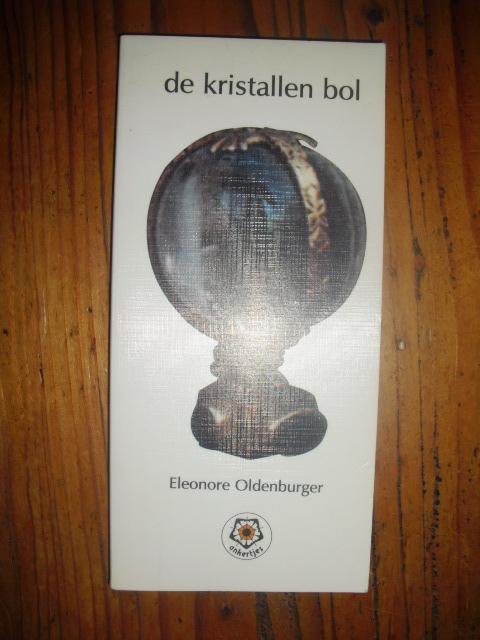 de kristallen bol
Eleonore Oldenburger
ankertjes